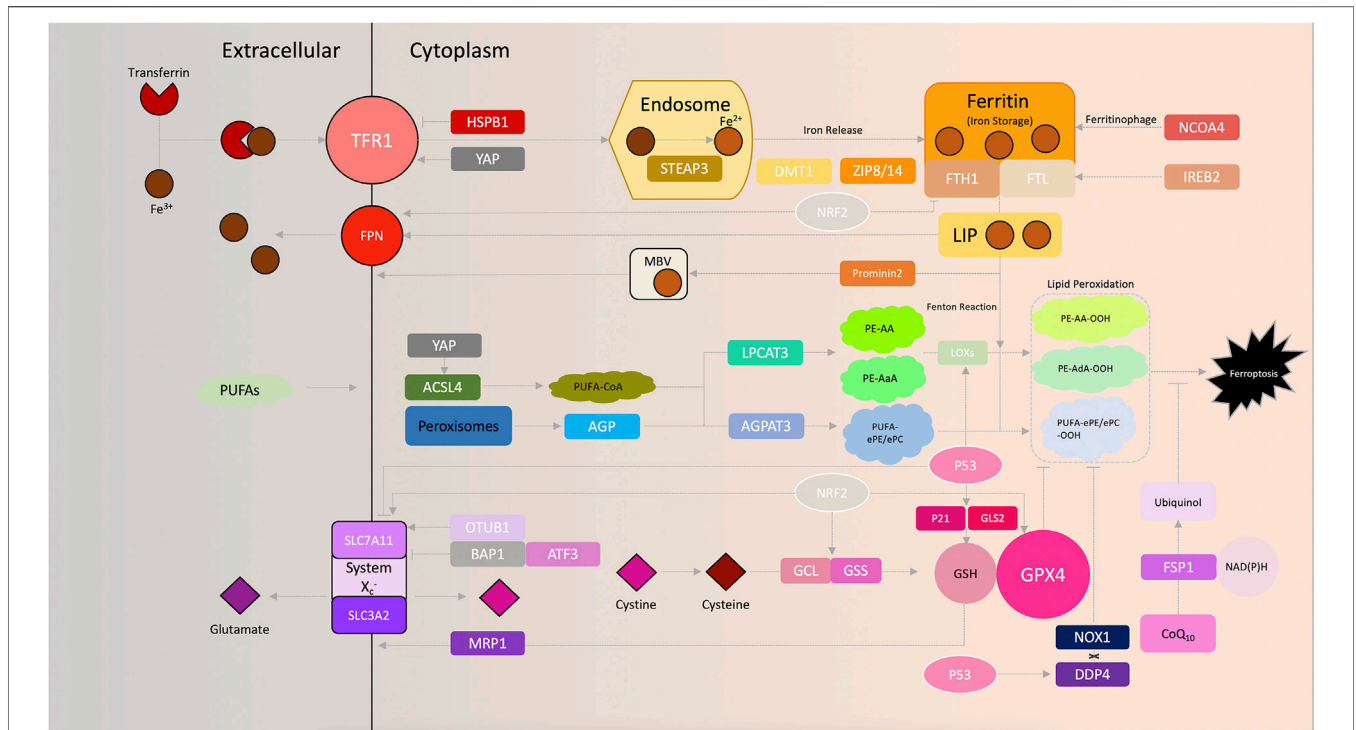 Extracellular
Cytoplasm
Transferrin
Fe3+
TFR1
HSPB1
YAP
Endosome
Fe2+
STEAP3
Iron Release
DMT1
ZIP8/14
Ferritin
(Iron Storage)
FTH1
FTL
Ferritinophage
NCOA4
IREB2
NRF2
FPN
LIP
MBV
Prominin2
Fenton Reaction
Lipid Peroxidation
PE-AA-OOH
PE-AdA-OOH
PUFA-ePE/ePC
-OOH
Ferroptosis
YAP
ACSL4
PUFAs
Peroxisomes
PUFA-CoA
AGP
LPCAT3
AGPAT3
PE-AA
PE-AaA
PUFA-
ePE/ePC
LOXs
P53
NRF2
P21
GLS2
GSH
GPX4
Ubiquinol
FSP1
NAD(P)H
CoQ10
SLC7A11
System
Xc-
SLC3A2
OTUB1
BAP1
ATF3
Glutamate
Cystine
Cysteine
GCL
GSS
MRP1
NOX1
P53
DDP4